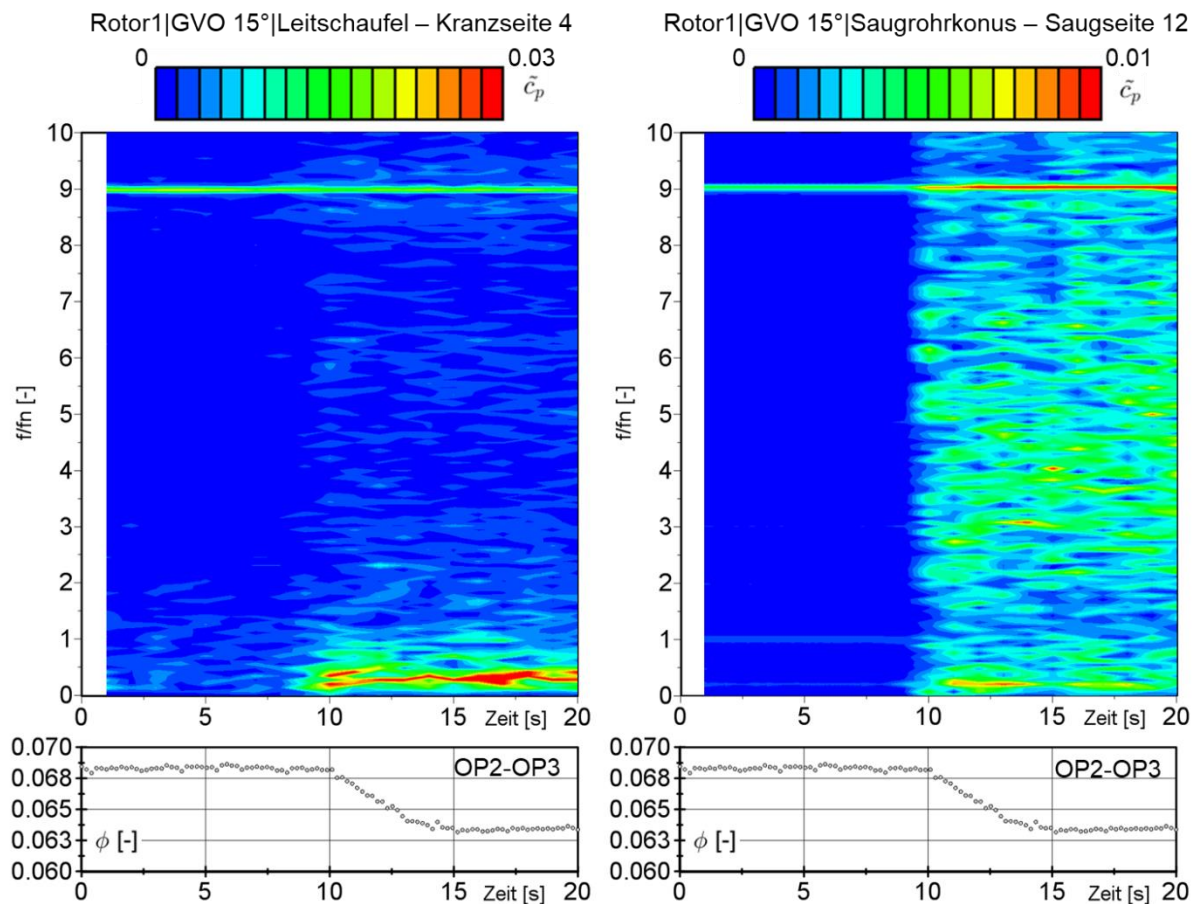 Rotor1|GVO 15°|Leitschaufel – Kranzseite 4
0 0.03
c̃p
10
9
8
7
6
5
4
3
2
1
0
f/fn [-]
0 5 10 15 20
Zeit [s]
0.070
0.068
0.065
0.063
0.060
OP2-OP3
ϕ [-]
0 5 10 15 20
Zeit [s]
Rotor1|GVO 15°|Saugrohrkonus – Saugseite 12
0 0.01
c̃p
10
9
8
7
6
5
4
3
2
1
0
f/fn [-]
0 5 10 15 20
Zeit [s]
0.070
0.068
0.065
0.063
0.060
OP2-OP3
ϕ [-]
0 5 10 15 20
Zeit [s]